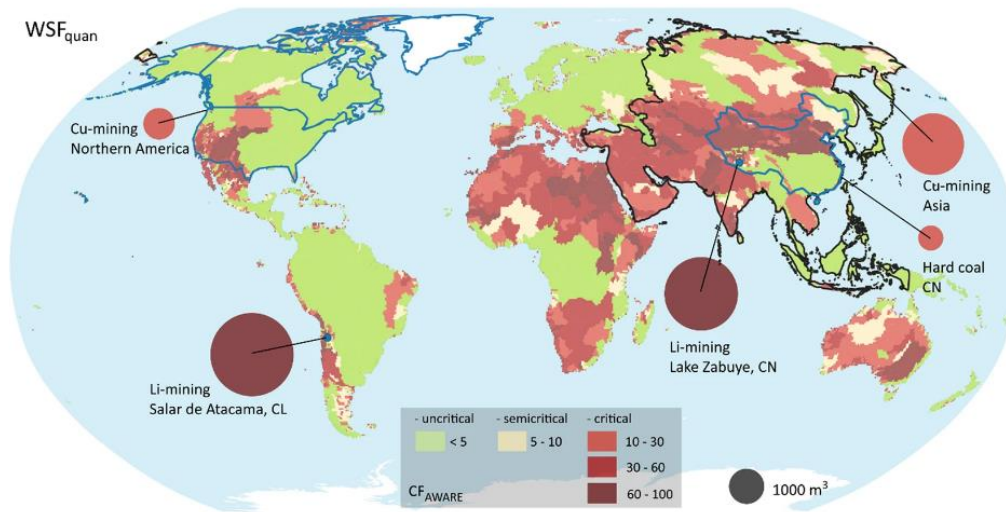 WSFquan
Cu-mining
Northern America
Cu-mining
Asia
Hard coal
CN
Li-mining
Lake Zabuye, CN
Li-mining
Salar de Atacama, CL
- uncritical - semicritical - critical
< 5 5 - 10 10 - 30
30 - 60
CFAWARE 60 - 100
1000 m³